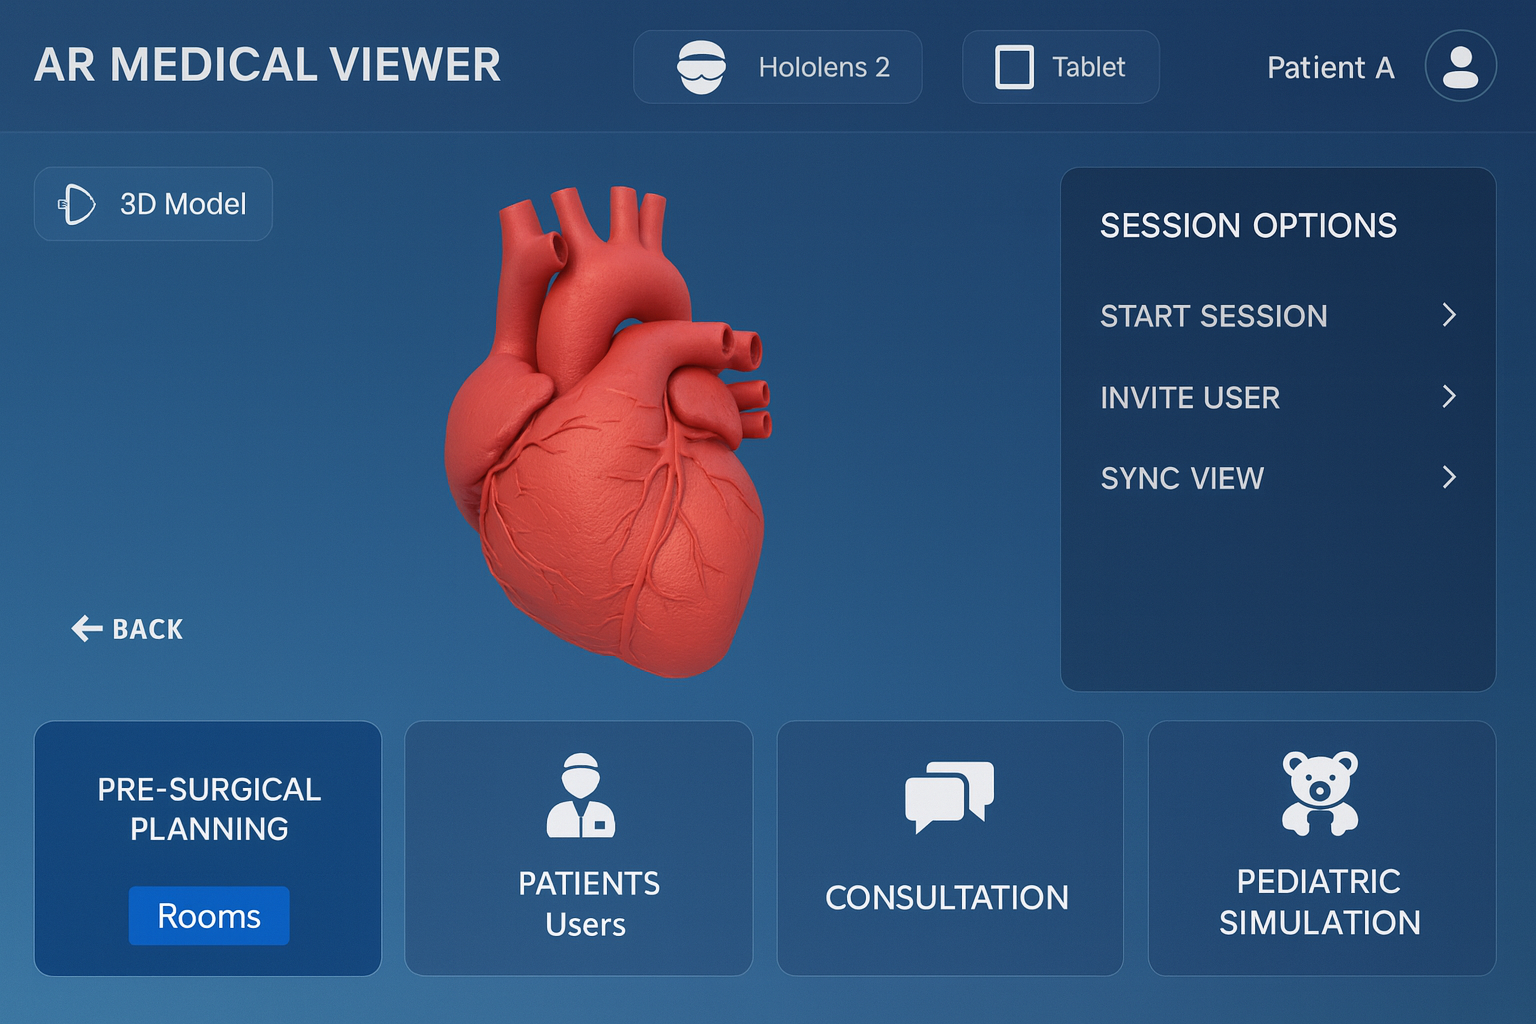 AR MEDICAL VIEWER
Hololens 2
Tablet
Patient A
3D Model
SESSION OPTIONS
START SESSION
INVITE USER
SYNC VIEW
BACK
PRE-SURGICAL
PLANNING
Rooms
PATIENTS
Users
CONSULTATION
PEDIATRIC
SIMULATION